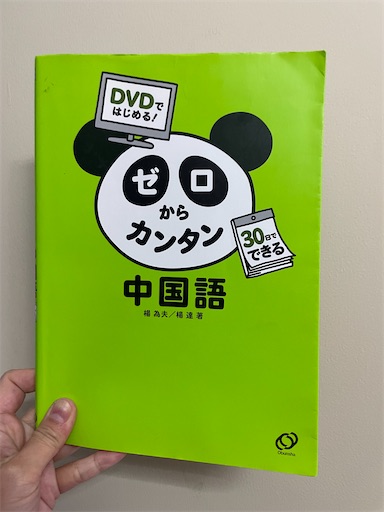 DVDで
はじめる!
ゼロ
から
カンタン
30日で
できる
中国語
楊 為夫/楊 達 著
Obunsha